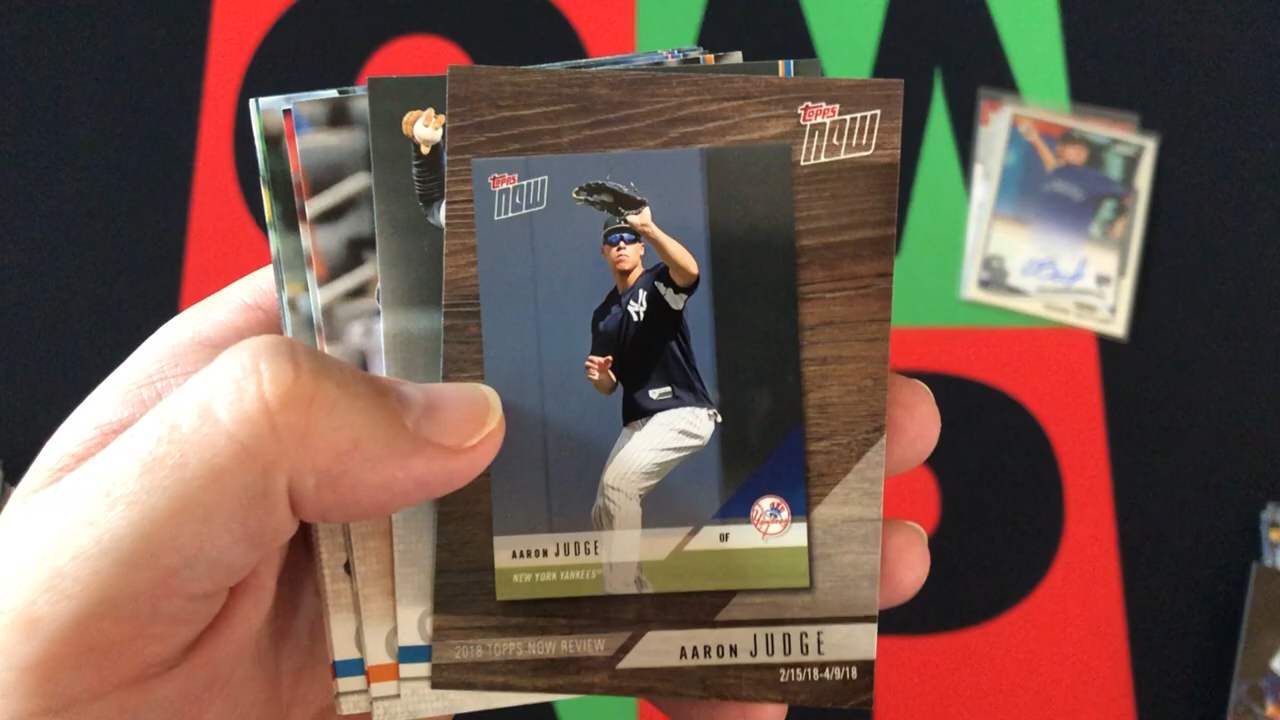 TOPPS
NOW
TOPPS
NOW
AARON JUDGE
OF
NEW YORK YANKEES™
2018 TOPPS NOW REVIEW
AARON JUDGE
2/15/18-4/9/18